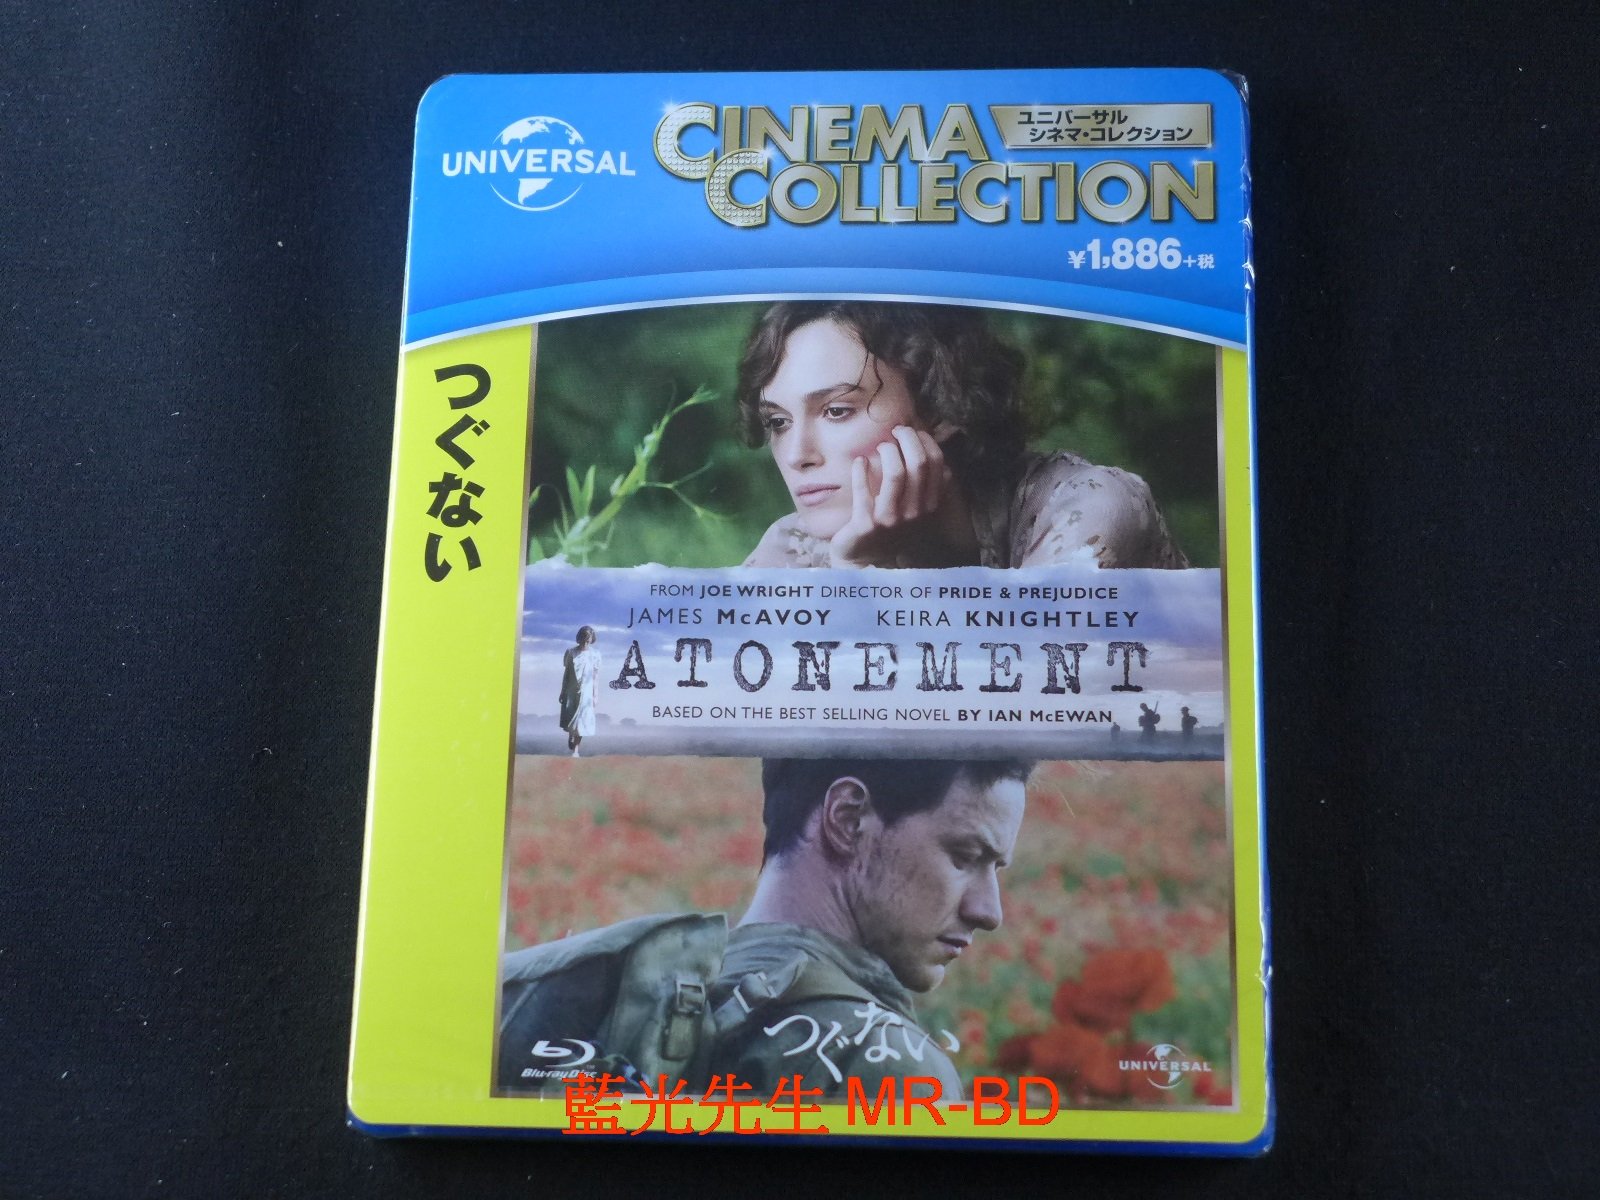 UNIVERSAL
CINEMA
COLLECTION
ユニバーサル
シネマ・コレクション
¥1,886+税
つぐない
FROM JOE WRIGHT DIRECTOR OF PRIDE & PREJUDICE
JAMES McAVOY KEIRA KNIGHTLEY
ATONEMENT
BASED ON THE BEST SELLING NOVEL BY IAN McEWAN
つぐない
Blu-ray Disc
UNIVERSAL
藍光先生 MR-BD